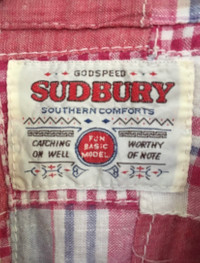 GODSPEED
SUDBURY
SOUTHERN COMFORTS
CATCHING ON WELL
FUN BASIC MODEL
WORTHY OF NOTE